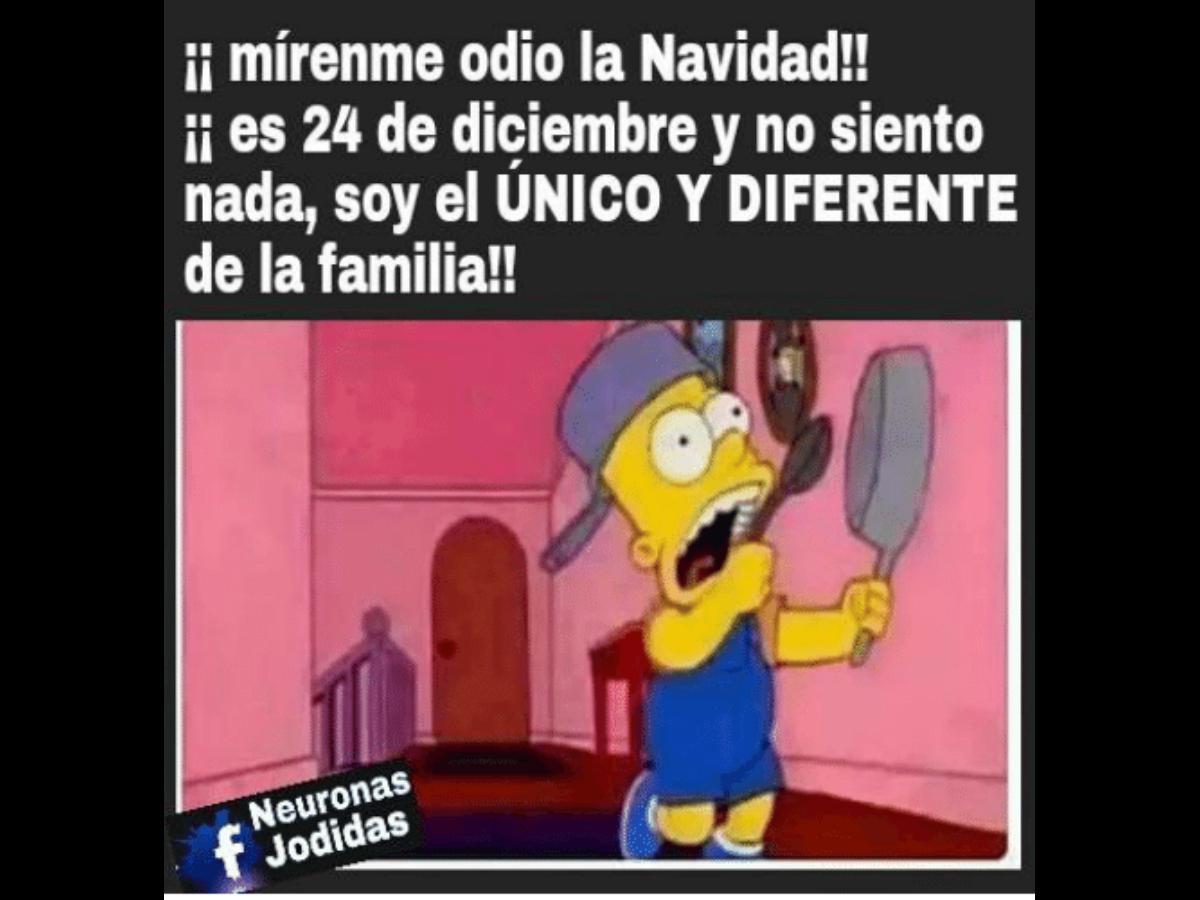 ¡¡ mírenme odio la Navidad!!
¡¡ es 24 de diciembre y no siento
nada, soy el ÚNICO Y DIFERENTE
de la familia!!
f Neuronas
Jodidas